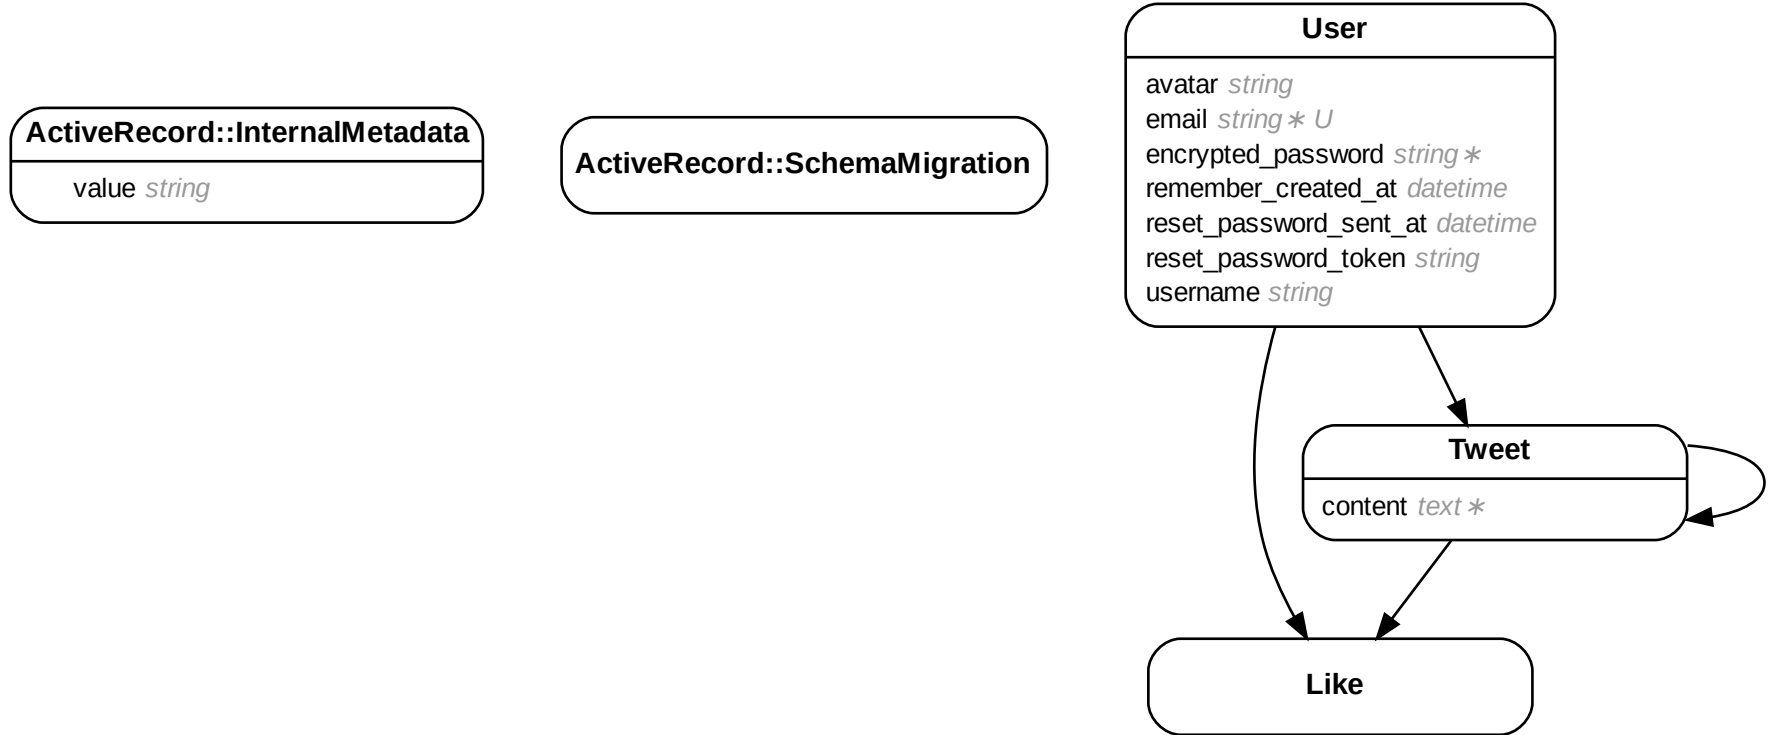 ActiveRecord::InternalMetadata
value string
ActiveRecord::SchemaMigration
User
avatar string
email string∗ U
encrypted_password string∗
remember_created_at datetime
reset_password_sent_at datetime
reset_password_token string
username string
Tweet
content text∗
Like